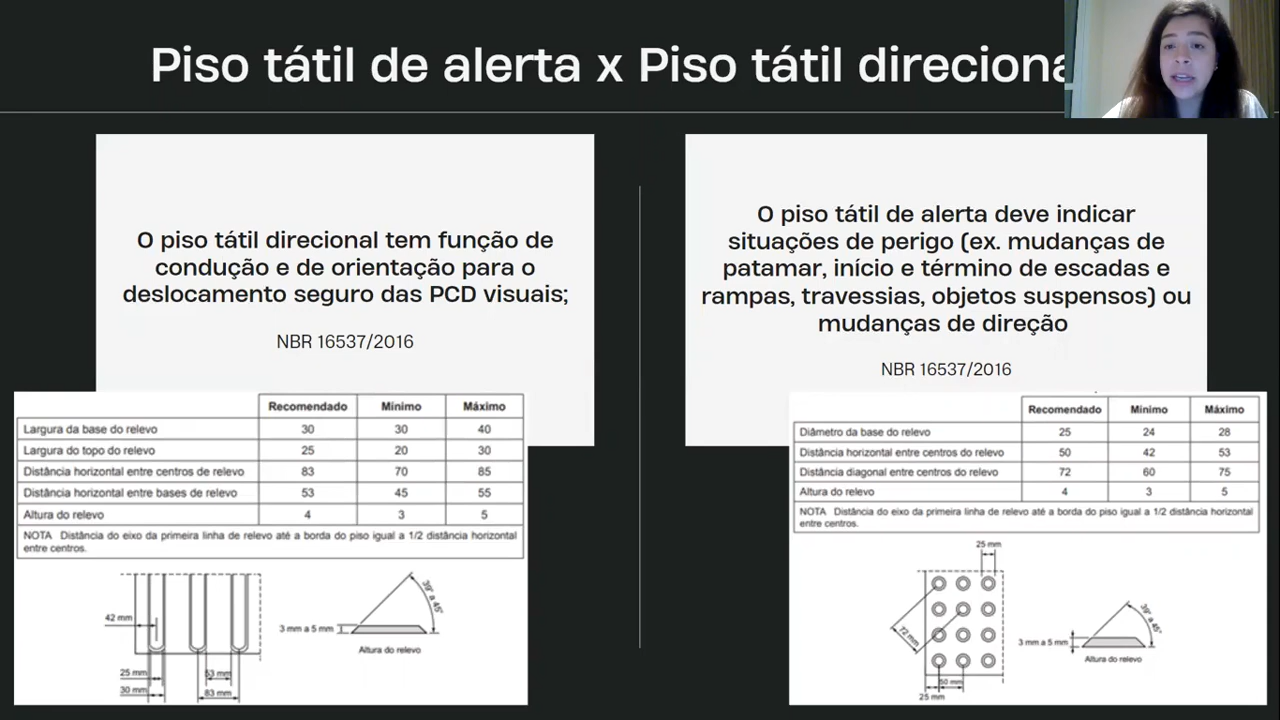 Piso tátil de alerta x Piso tátil direciona
O piso tátil direcional tem função de
condução e de orientação para o
deslocamento seguro das PCD visuais;
NBR 16537/2016
Recomendado Mínimo Máximo
Largura da base do relevo 30 30 40
Largura do topo do relevo 25 20 30
Distância horizontal entre centros de relevo 83 70 85
Distância horizontal entre bases de relevo 53 45 55
Altura do relevo 4 3 5
NOTA Distância do eixo da primeira linha de relevo até a borda do piso igual a 1/2 distância horizontal
entre centros.
42 mm
25 mm
30 mm
53 mm
83 mm
3 mm a 5 mm
39° a 45°
Altura do relevo
O piso tátil de alerta deve indicar
situações de perigo (ex. mudanças de
patamar, início e término de escadas e
rampas, travessias, objetos suspensos) ou
mudanças de direção
NBR 16537/2016
Recomendado Mínimo Máximo
Diâmetro da base do relevo 25 24 28
Distância horizontal entre centros do relevo 50 42 53
Distância diagonal entre centros do relevo 72 60 75
Altura do relevo 4 3 5
NOTA Distância do eixo da primeira linha de relevo até a borda do piso igual a 1/2 distância horizontal
entre centros.
25 mm
72 mm
50 mm
25 mm
3 mm a 5 mm
39° a 45°
Altura do relevo